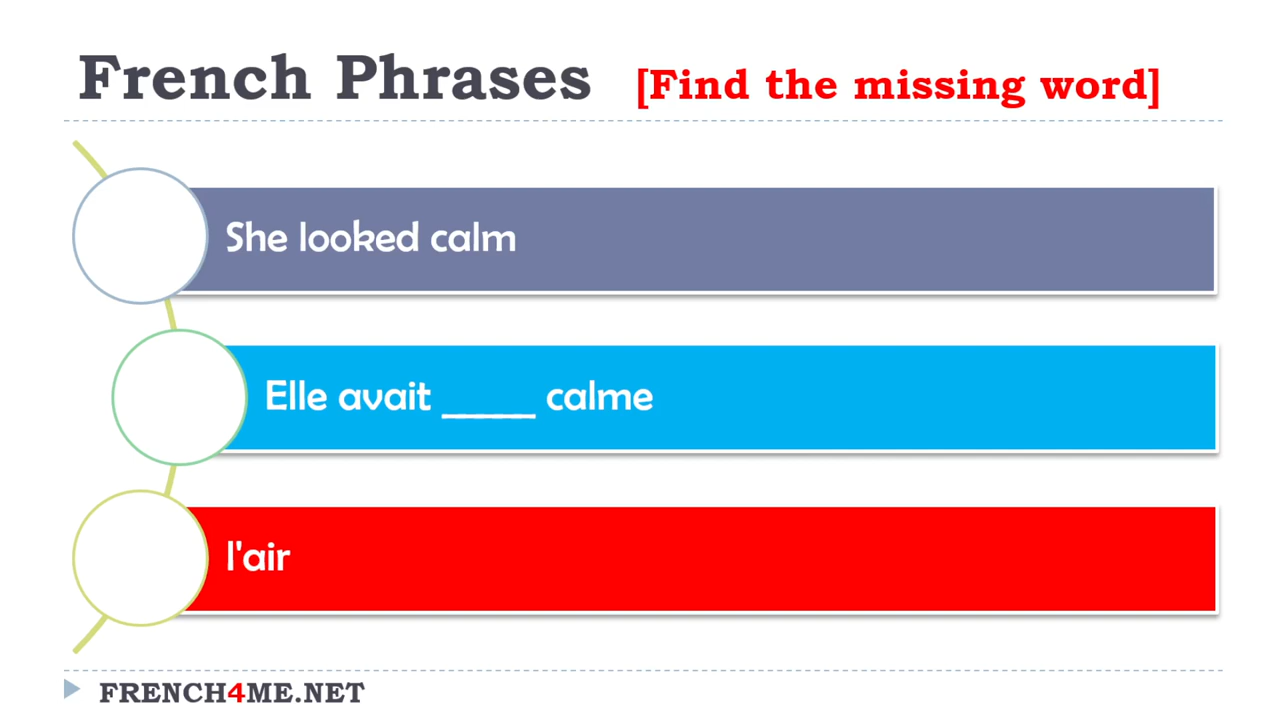 French Phrases [Find the missing word]
She looked calm
Elle avait _____ calme
l'air
FRENCH4ME.NET